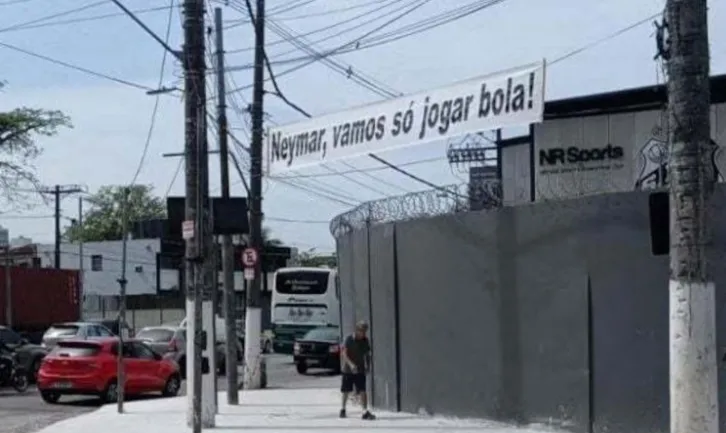 Neymar, vamos só jogar bola!
NR Sports